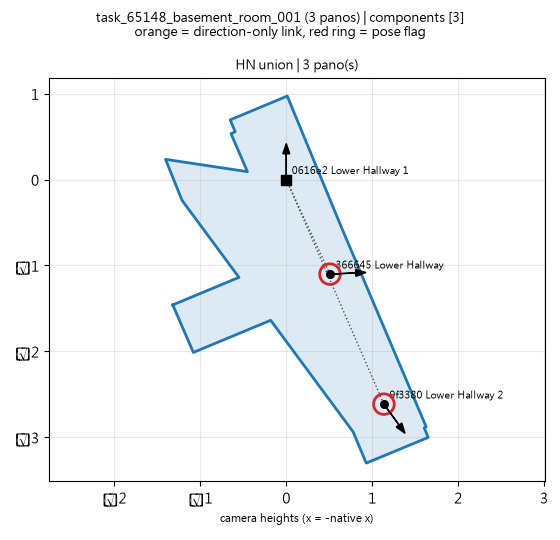 task_65148_basement_room_001 (3 panos) | components [3]
orange = direction-only link, red ring = pose flag
HN union | 3 pano(s)
1
0616e2 Lower Hallway 1
0
366645 Lower Hallway
1
2
9f3380 Lower Hallway 2
3
2 1 0 1 2 3
camera heights (x = -native x)